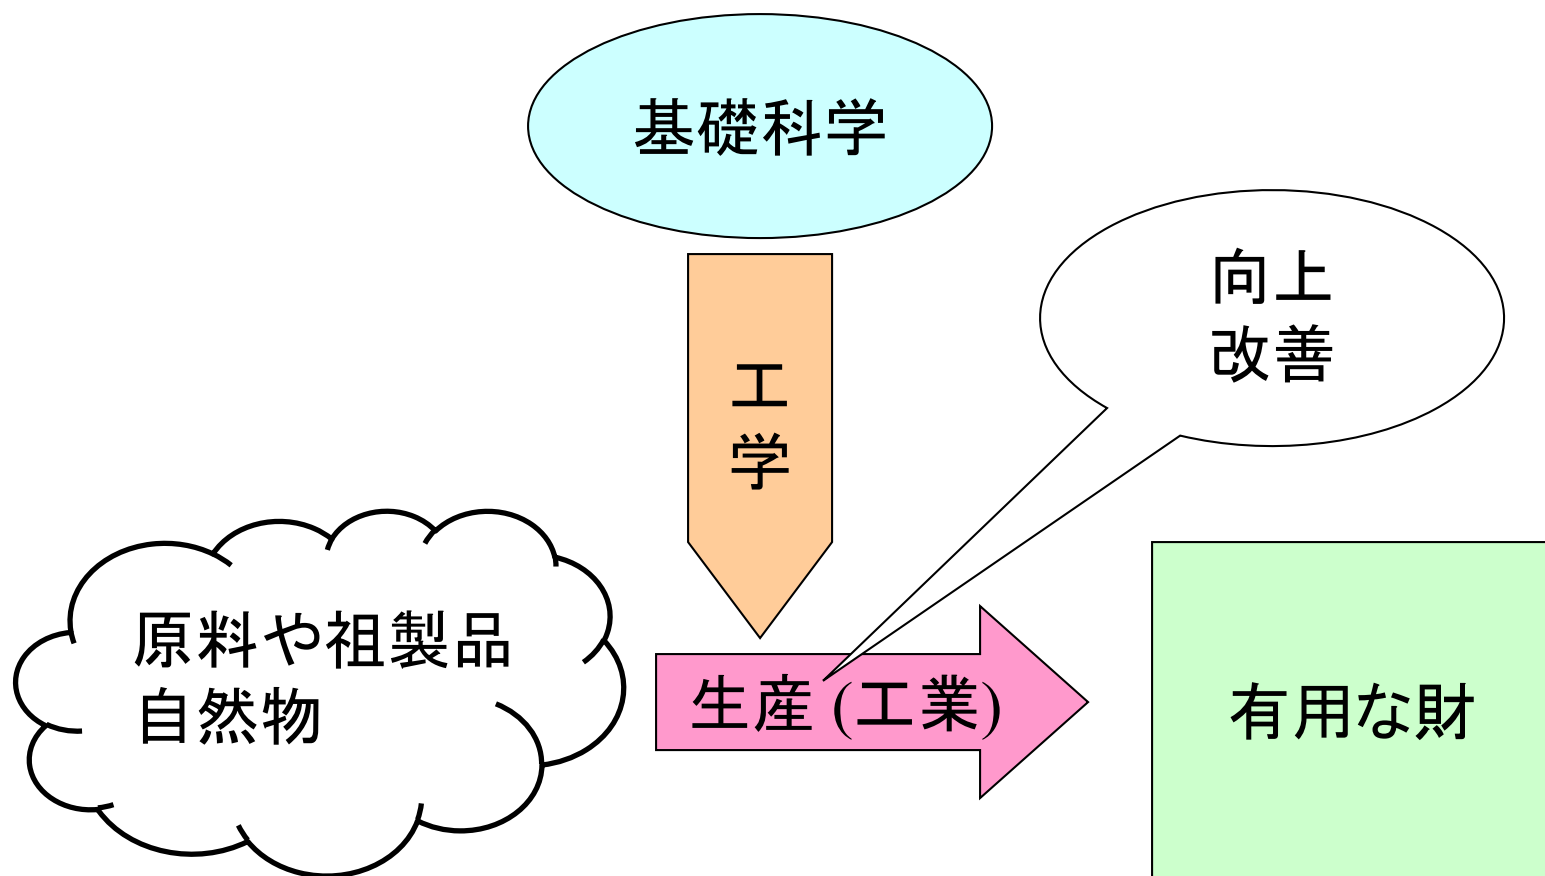 基礎科学
向上
改善
工
学
原料や祖製品
自然物
生産 (工業)
有用な財